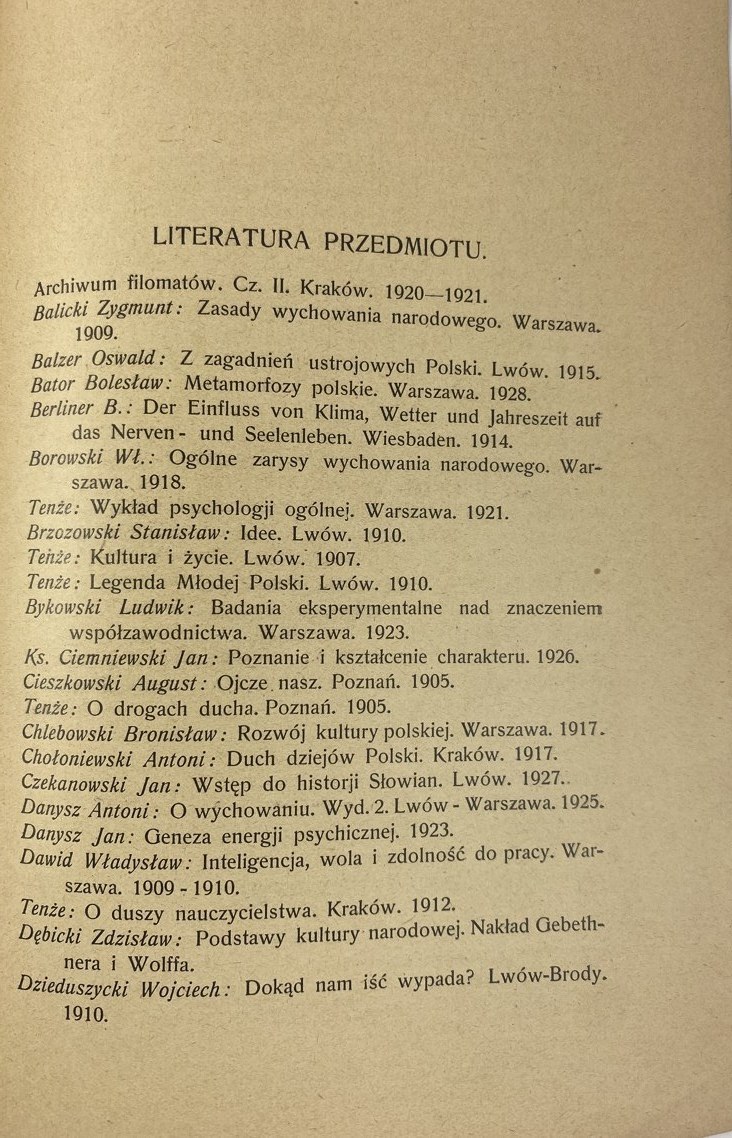 LITERATURA PRZEDMIOTU.
Archiwum filomatów. Cz. II. Kraków. 1920—1921.
Balicki Zygmunt: Zasady wychowania narodowego. Warszawa.
1909.
Balzer Oswald: Z zagadnień ustrojowych Polski. Lwów. 1915.
Bator Bolesław: Metamorfozy polskie. Warszawa. 1928.
Berliner B.: Der Einfluss von Klima, Wetter und Jahreszeit auf
das Nerven- und Seelenleben. Wiesbaden. 1914.
Borowski Wł.: Ogólne zarysy wychowania narodowego. War-
szawa. 1918.
Tenże: Wykład psychologji ogólnej. Warszawa. 1921.
Brzozowski Stanisław: Idee. Lwów. 1910.
Tenże: Kultura i życie. Lwów. 1907.
Tenże: Legenda Młodej Polski. Lwów. 1910.
Bykowski Ludwik: Badania eksperymentalne nad znaczeniem
współzawodnictwa. Warszawa. 1923.
Ks. Ciemniewski Jan: Poznanie i kształcenie charakteru. 1926.
Cieszkowski August: Ojcze nasz. Poznań. 1905.
Tenże: O drogach ducha. Poznań. 1905.
Chlebowski Bronisław: Rozwój kultury polskiej. Warszawa. 1917.
Chołoniewski Antoni: Duch dziejów Polski. Kraków. 1917.
Czekanowski Jan: Wstęp do historji Słowian. Lwów. 1927.
Danysz Antoni: O wychowaniu. Wyd. 2. Lwów - Warszawa. 1925.
Danysz Jan: Geneza energji psychicznej. 1923.
Dawid Władysław: Inteligencja, wola i zdolność do pracy. War-
szawa. 1909 - 1910.
Tenże: O duszy nauczycielstwa. Kraków. 1912.
Dębicki Zdzisław: Podstawy kultury narodowej. Nakład Gebeth-
nera i Wolffa.
Dzieduszycki Wojciech: Dokąd nam iść wypada? Lwów-Brody.
1910.